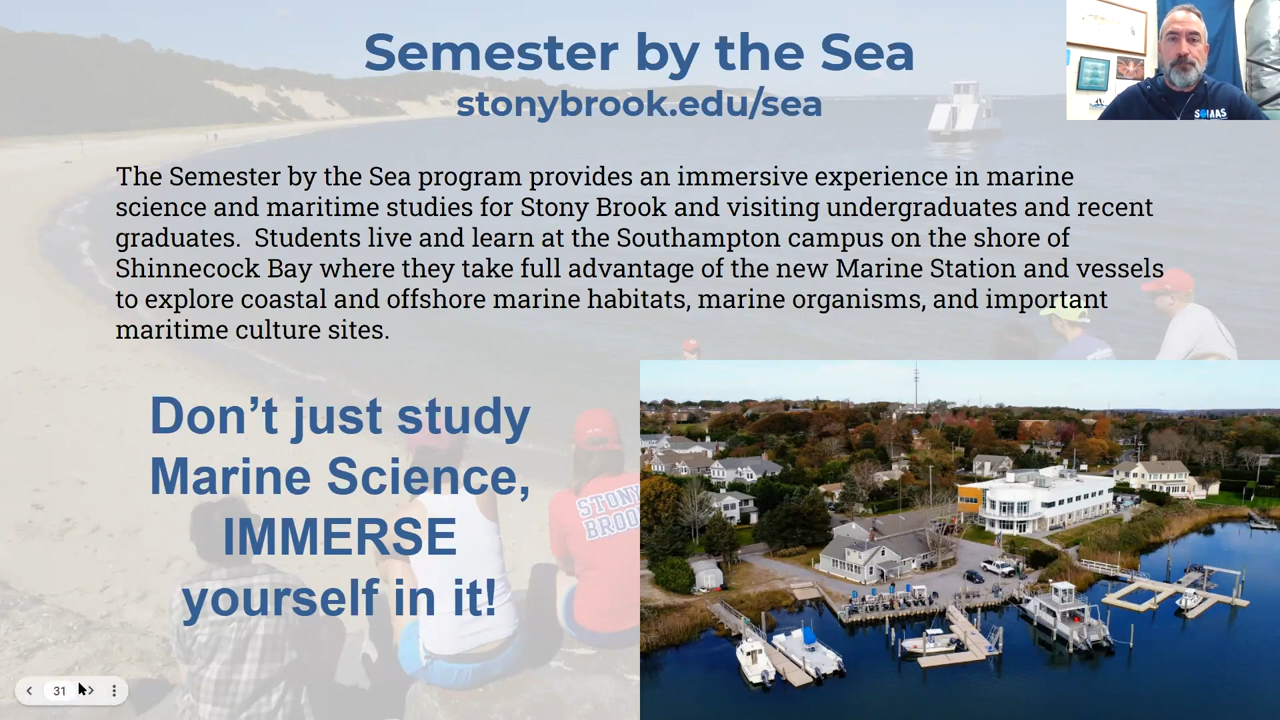 Semester by the Sea
stonybrook.edu/sea
SOMAS
The Semester by the Sea program provides an immersive experience in marine
science and maritime studies for Stony Brook and visiting undergraduates and recent
graduates.  Students live and learn at the Southampton campus on the shore of
Shinnecock Bay where they take full advantage of the new Marine Station and vessels
to explore coastal and offshore marine habitats, marine organisms, and important
maritime culture sites.
Don’t just study
Marine Science,
IMMERSE
yourself in it!
STONY
BROOK
31